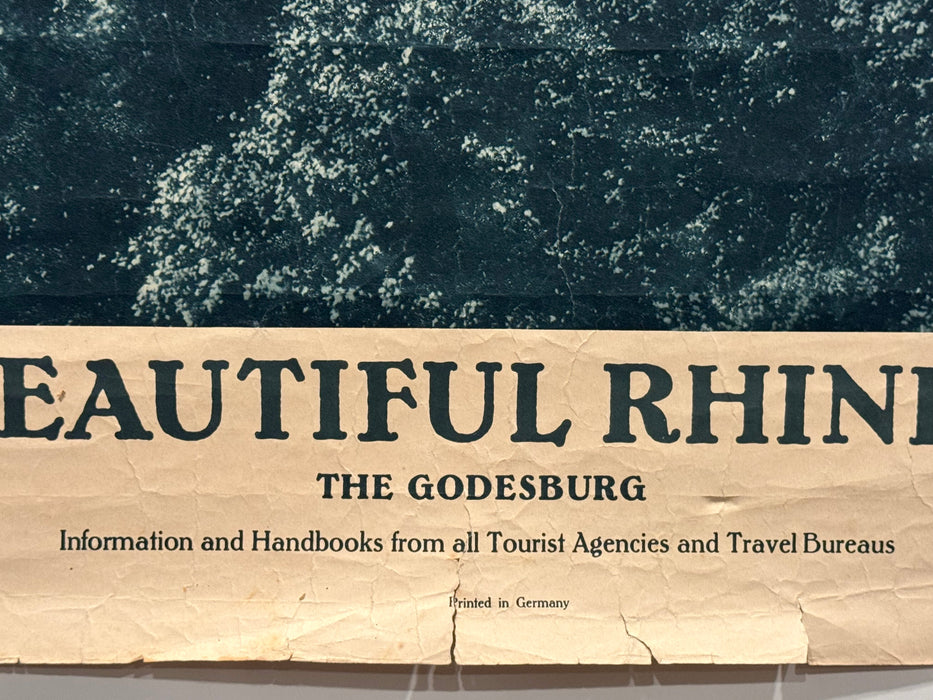 EAUTIFUL RHIN
THE GODESBURG
Information and Handbooks from all Tourist Agencies and Travel Bureaus
Printed in Germany